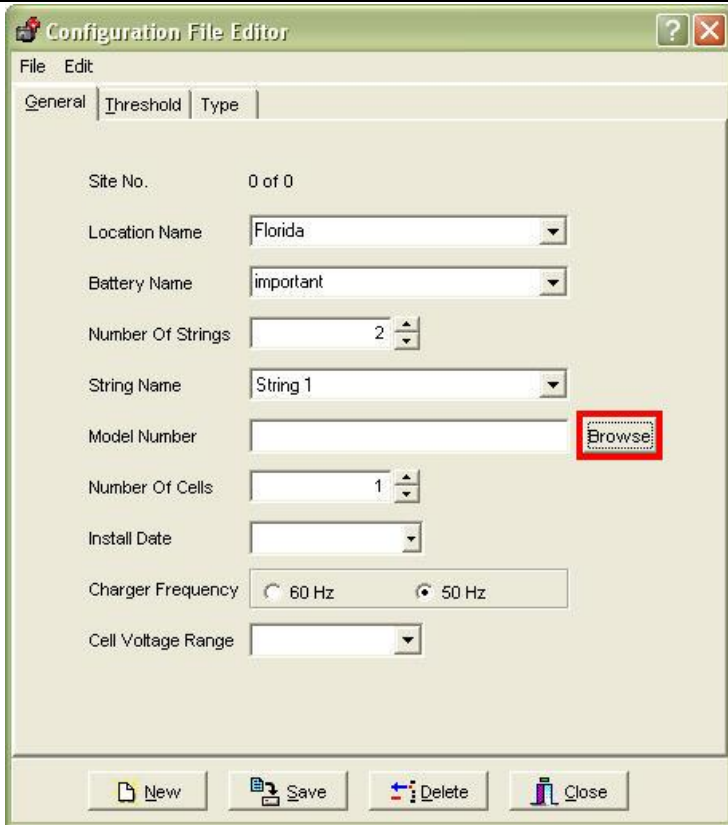 Configuration File Editor
File Edit
General Threshold Type
Site No. 0 of 0
Location Name Florida
Battery Name important
Number Of Strings 2
String Name String 1
Model Number Browse
Number Of Cells 1
Install Date
Charger Frequency 60 Hz 50 Hz
Cell Voltage Range
New Save Delete Close